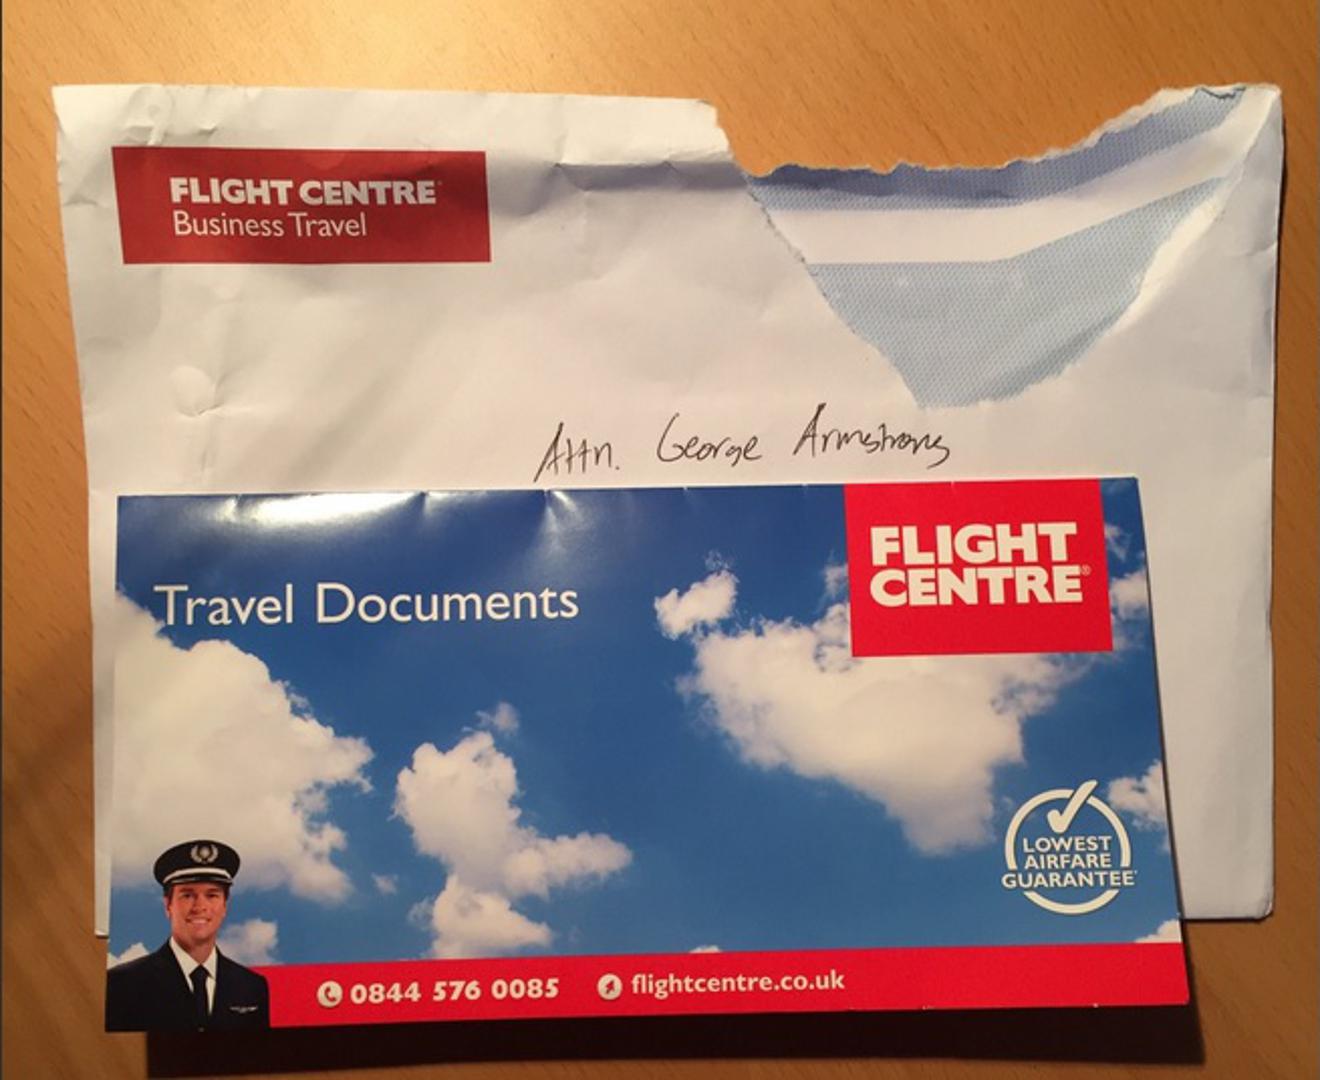 FLIGHT CENTRE
Business Travel
Attn. George Armstrong
Travel Documents
FLIGHT
CENTRE®
LOWEST
AIRFARE
GUARANTEE
0844 576 0085 flightcentre.co.uk